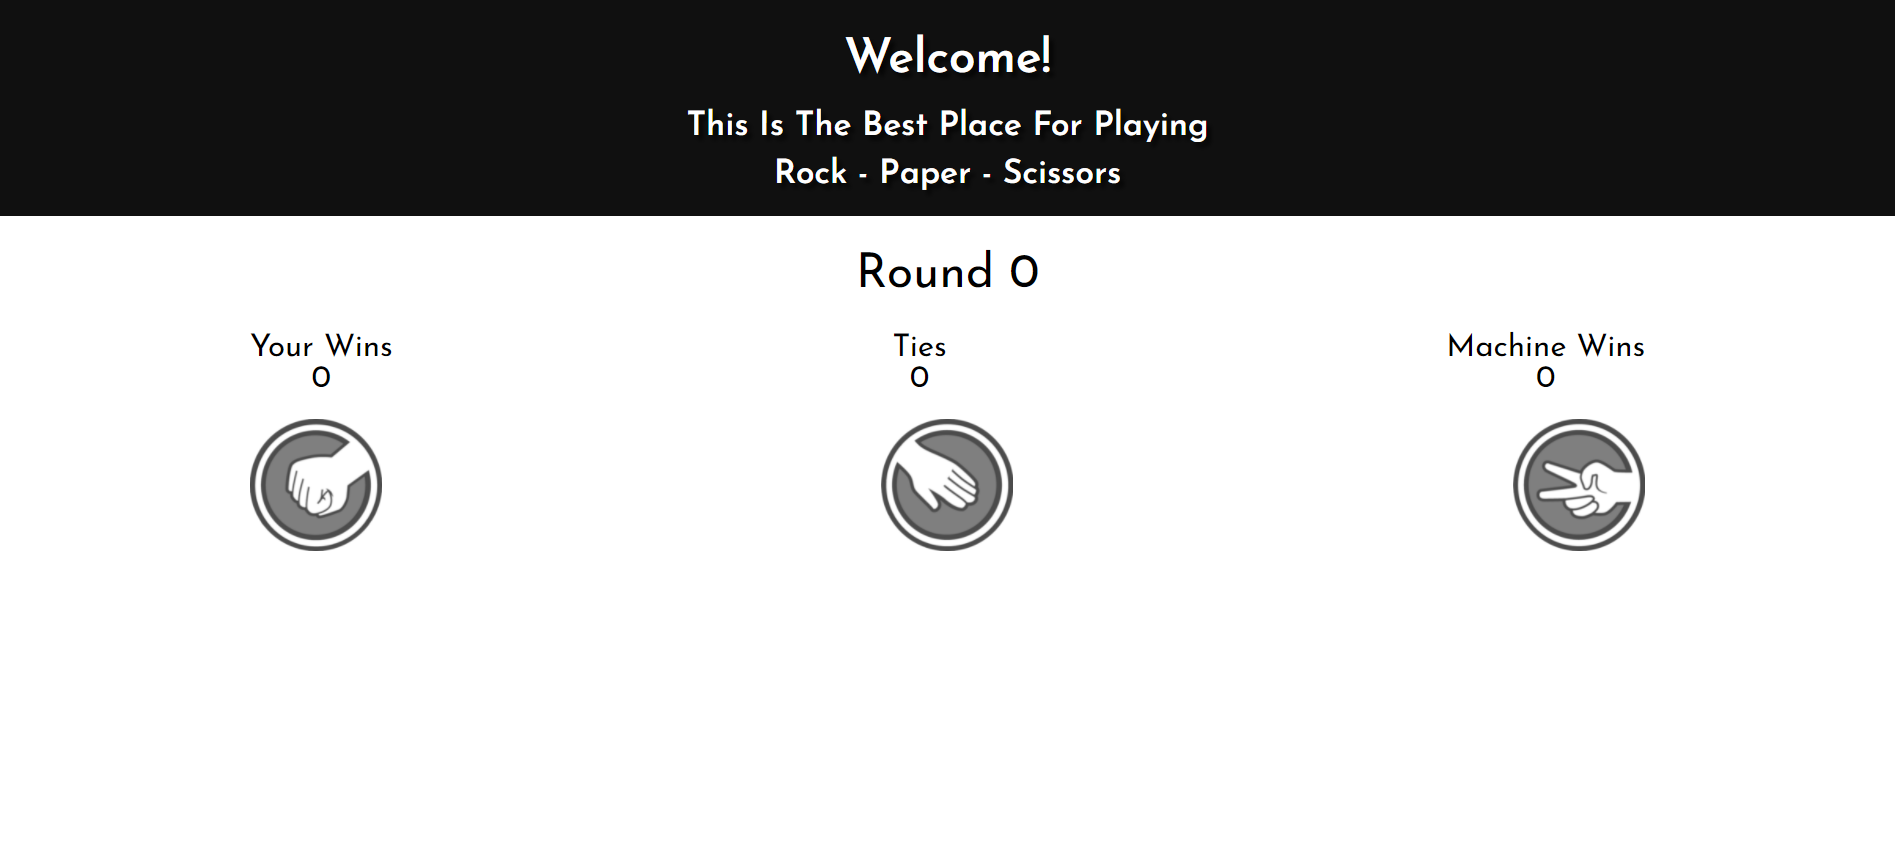 Welcome!
This Is The Best Place For Playing
Rock - Paper - Scissors
Round 0
Your Wins
0
Ties
0
Machine Wins
0